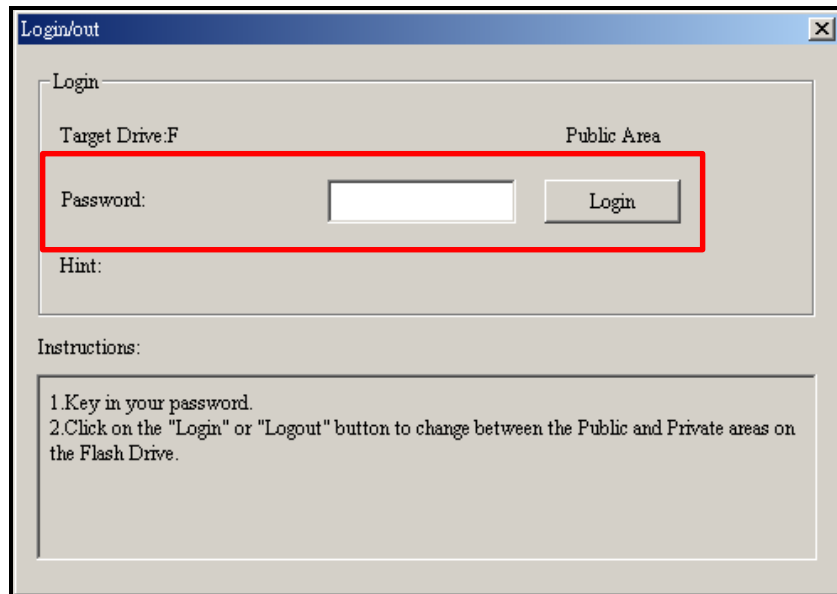 Login/out
Login
Target Drive:F Public Area
Password: Login
Hint:
Instructions:
1.Key in your password.
2.Click on the "Login" or "Logout" button to change between the Public and Private areas on
the Flash Drive.